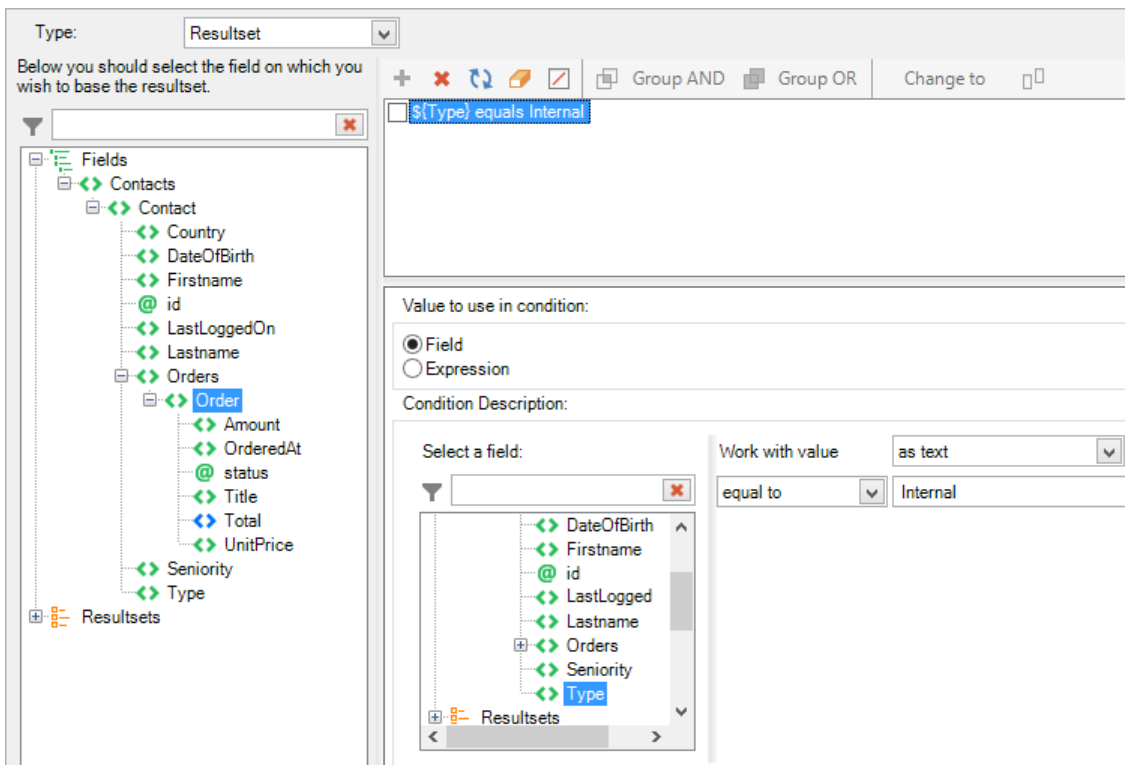 Type:
Resultset
Below you should select the field on which you
wish to base the resultset.
Group AND
Group OR
Change to
${Type} equals Internal
Fields
Contacts
Contact
Country
DateOfBirth
Firstname
@ id
LastLoggedOn
Lastname
Orders
Order
Amount
OrderedAt
@ status
Title
Total
UnitPrice
Seniority
Type
Resultsets
Value to use in condition:
Field
Expression
Condition Description:
Select a field:
Work with value
as text
equal to
Internal
DateOfBirth
Firstname
@ id
LastLogged
Lastname
Orders
Seniority
Type
Resultsets